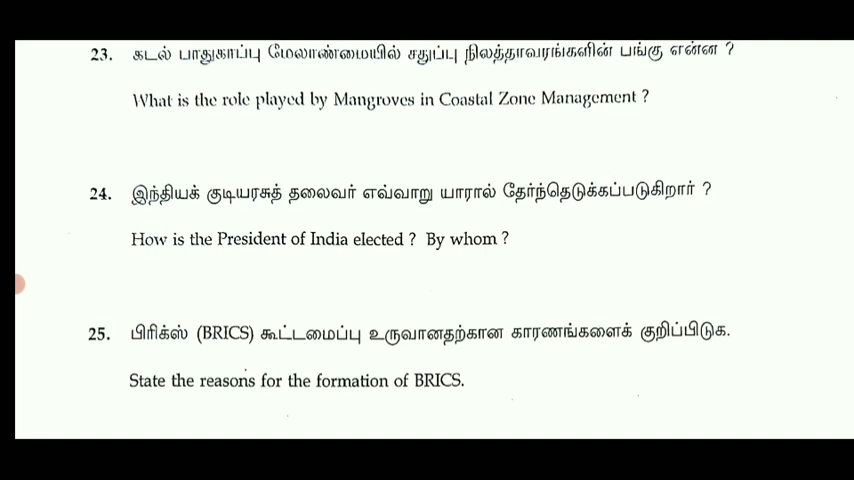 23. கடல் பாதுகாப்பு மேலாண்மையில் சதுப்பு நிலத்தாவரங்களின் பங்கு என்ன ?
What is the role played by Mangroves in Coastal Zone Management ?
24. இந்தியக் குடியரசுத் தலைவர் எவ்வாறு யாரால் தேர்ந்தெடுக்கப்படுகிறார் ?
How is the President of India elected ? By whom ?
25. பிரிக்ஸ் (BRICS) கூட்டமைப்பு உருவானதற்கான காரணங்களைக் குறிப்பிடுக.
State the reasons for the formation of BRICS.